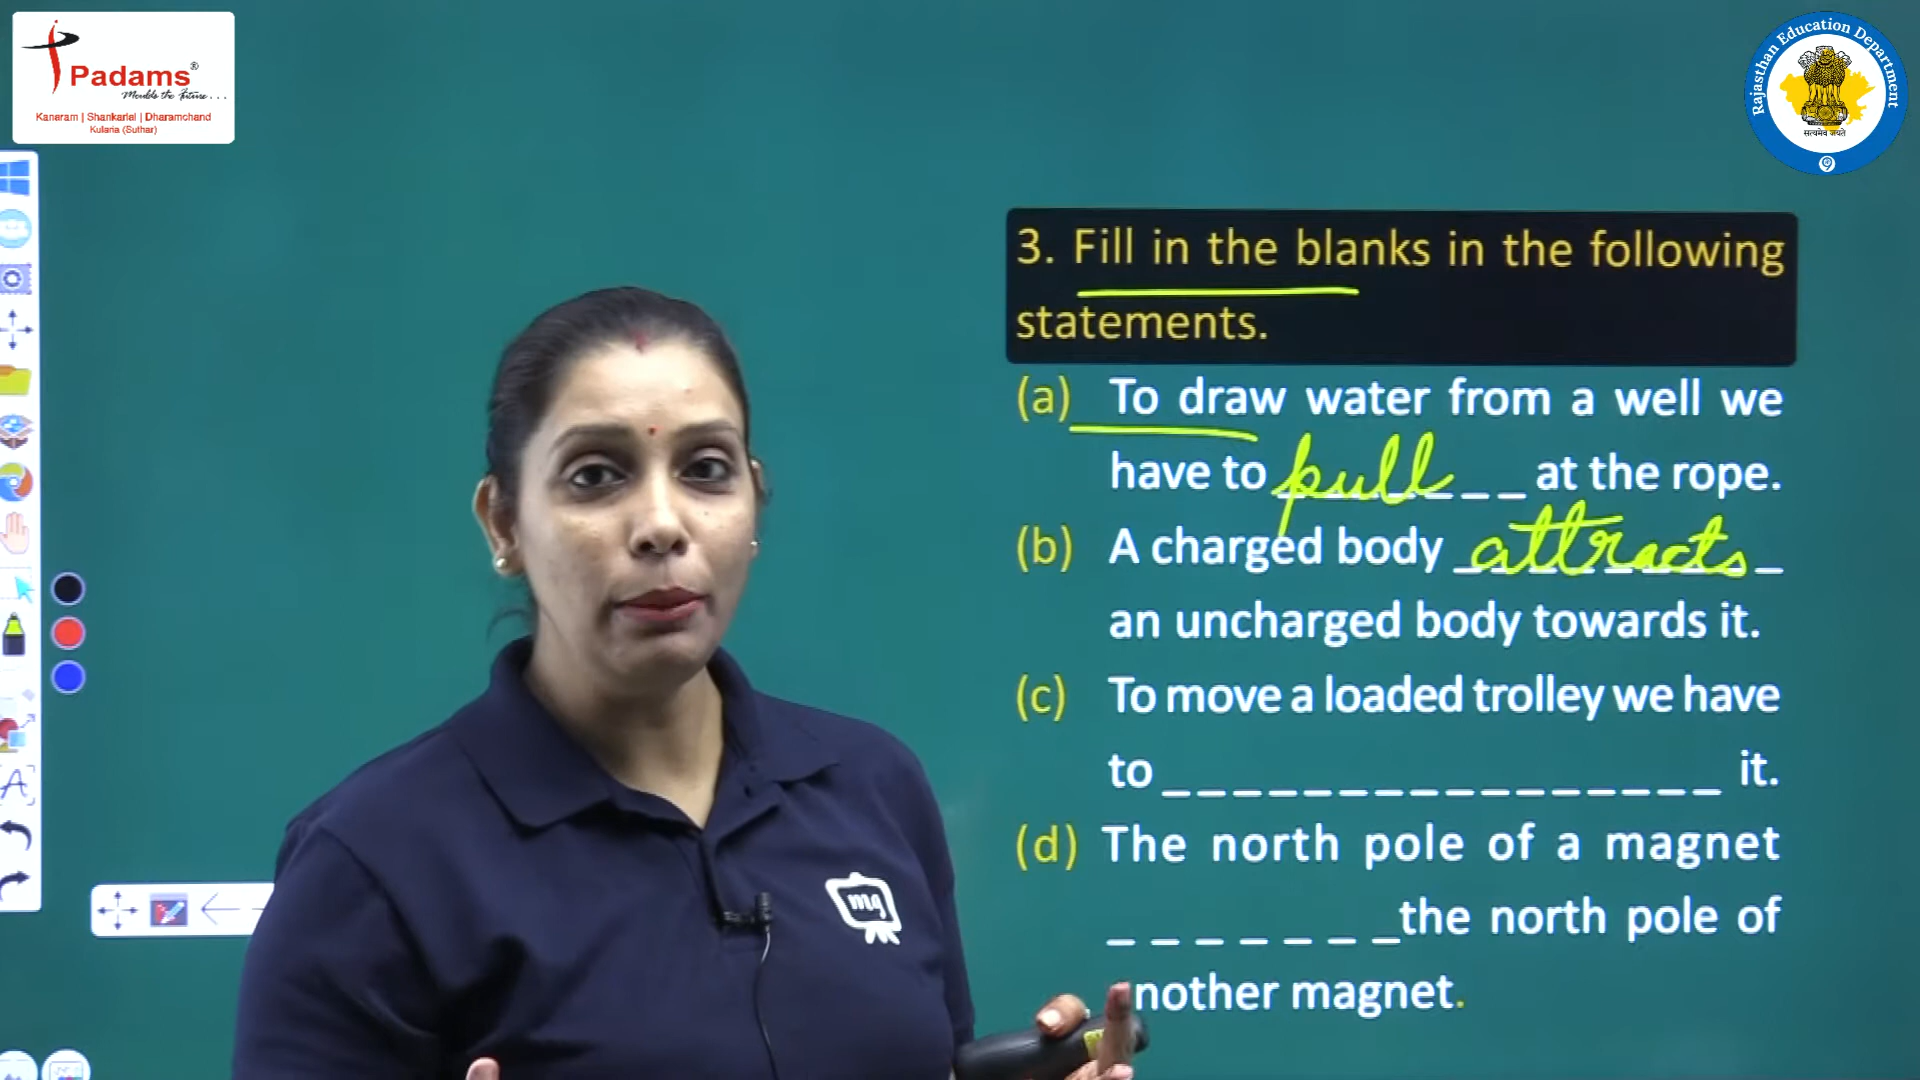 Padams®
Moulds the Future...
Kanaram | Shankarlal | Dharamchand
Kularia (Suthar)
Rajasthan Education Department
सत्यमेव जयते
3. Fill in the blanks in the following
statements.
(a) To draw water from a well we
have to pull _ _ at the rope.
(b) A charged body _ attracts _
an uncharged body towards it.
(c) To move a loaded trolley we have
to _ _ _ _ _ _ _ _ _ _ _ _ _ _ _ _ it.
(d) The north pole of a magnet
_ _ _ _ _ _ _ the north pole of
nother magnet.
mq
A